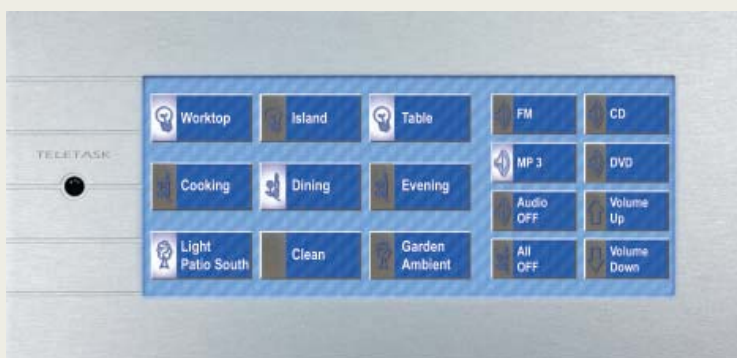 TELETASK
Worktop
Island
Table
Cooking
Dining
Evening
Light
Patio South
Clean
Garden
Ambient
FM
CD
MP 3
DVD
Audio
OFF
Volume
Up
All
OFF
Volume
Down